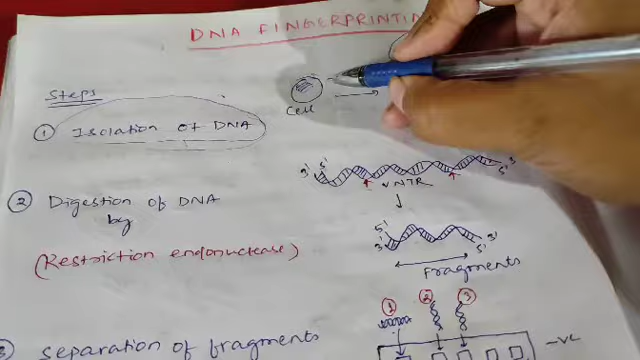 DNA FINGERPRINTIN
Steps
① Isolation of DNA
Cell
3' 5'
3'
5'
VNTR
② Digestion of DNA
by
(Restriction endonuclease)
5'
3'
3'
5'
Fragments
① ② ③
③ separation of fragments
-ve